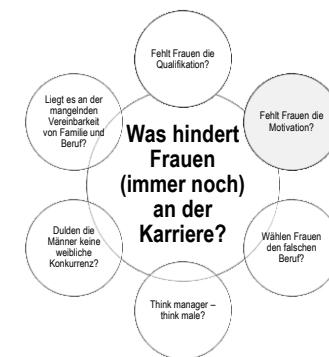 Fehlt Frauen die
Qualifikation?
Fehlt Frauen die
Motivation?
Wählen Frauen
den falschen
Beruf?
Think manager –
think male?
Dulden die
Männer keine
weibliche
Konkurrenz?
Liegt es an der
mangelnden
Vereinbarkeit
von Familie und
Beruf?
Was hindert
Frauen
(immer noch)
an der
Karriere?